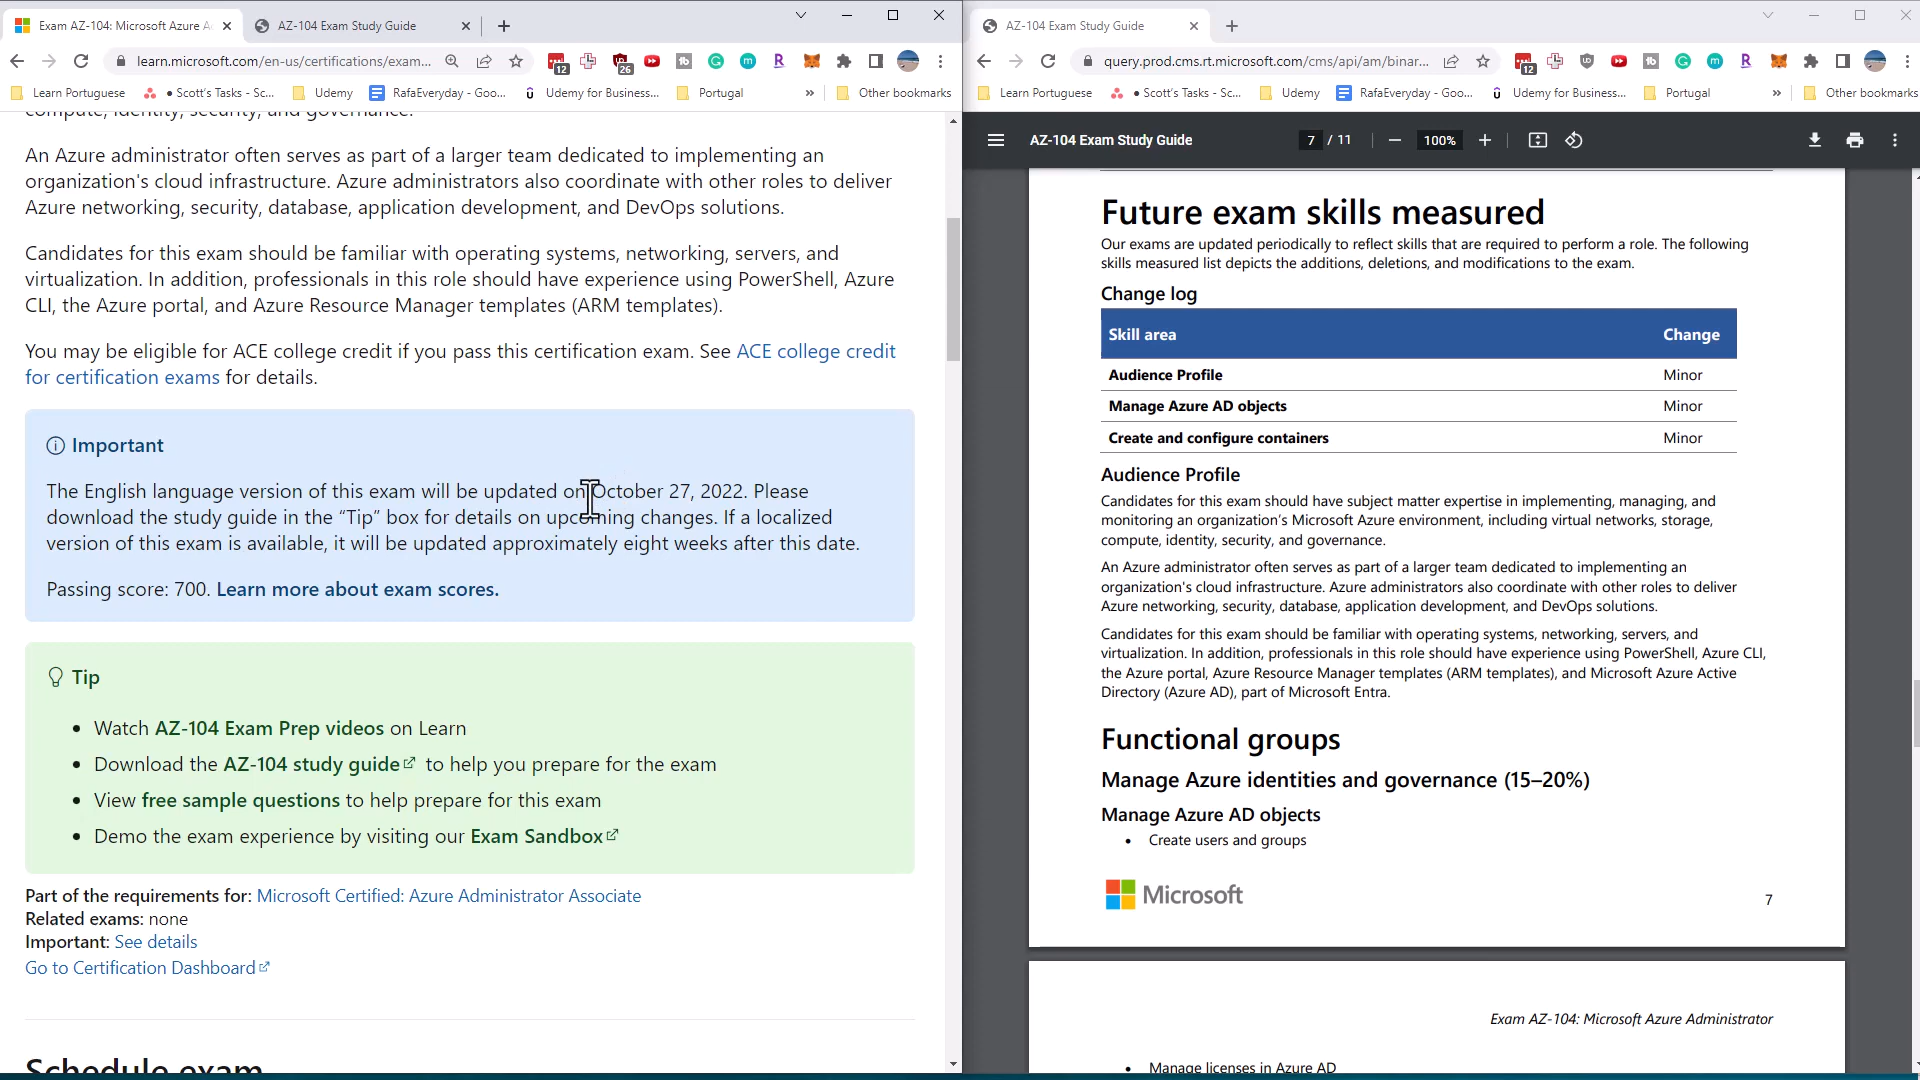 Exam AZ-104: Microsoft Azure A
AZ-104 Exam Study Guide
learn.microsoft.com/en-us/certifications/exam...
12
26
Learn Portuguese
• Scott's Tasks - Sc...
Udemy
RafaEveryday - Goo...
Udemy for Business...
Portugal
»
Other bookmarks
compute, identity, security, and governance.
An Azure administrator often serves as part of a larger team dedicated to implementing an
organization's cloud infrastructure. Azure administrators also coordinate with other roles to deliver
Azure networking, security, database, application development, and DevOps solutions.
Candidates for this exam should be familiar with operating systems, networking, servers, and
virtualization. In addition, professionals in this role should have experience using PowerShell, Azure
CLI, the Azure portal, and Azure Resource Manager templates (ARM templates).
You may be eligible for ACE college credit if you pass this certification exam. See ACE college credit
for certification exams for details.
Important
The English language version of this exam will be updated on October 27, 2022. Please
download the study guide in the “Tip” box for details on upcoming changes. If a localized
version of this exam is available, it will be updated approximately eight weeks after this date.
Passing score: 700. Learn more about exam scores.
Tip
• Watch AZ-104 Exam Prep videos on Learn
• Download the AZ-104 study guide to help you prepare for the exam
• View free sample questions to help prepare for this exam
• Demo the exam experience by visiting our Exam Sandbox
Part of the requirements for: Microsoft Certified: Azure Administrator Associate
Related exams: none
Important: See details
Go to Certification Dashboard
Schedule exam
AZ-104 Exam Study Guide
query.prod.cms.rt.microsoft.com/cms/api/am/binar...
12
Learn Portuguese
• Scott's Tasks - Sc...
Udemy
RafaEveryday - Goo...
Udemy for Business...
Portugal
»
Other bookmarks
AZ-104 Exam Study Guide
7 / 11
100%
Future exam skills measured
Our exams are updated periodically to reflect skills that are required to perform a role. The following
skills measured list depicts the additions, deletions, and modifications to the exam.
Change log
Skill area Change
Audience Profile Minor
Manage Azure AD objects Minor
Create and configure containers Minor
Audience Profile
Candidates for this exam should have subject matter expertise in implementing, managing, and
monitoring an organization’s Microsoft Azure environment, including virtual networks, storage,
compute, identity, security, and governance.
An Azure administrator often serves as part of a larger team dedicated to implementing an
organization's cloud infrastructure. Azure administrators also coordinate with other roles to deliver
Azure networking, security, database, application development, and DevOps solutions.
Candidates for this exam should be familiar with operating systems, networking, servers, and
virtualization. In addition, professionals in this role should have experience using PowerShell, Azure CLI,
the Azure portal, Azure Resource Manager templates (ARM templates), and Microsoft Azure Active
Directory (Azure AD), part of Microsoft Entra.
Functional groups
Manage Azure identities and governance (15–20%)
Manage Azure AD objects
• Create users and groups
Microsoft
7
Exam AZ-104: Microsoft Azure Administrator
• Manage licenses in Azure AD